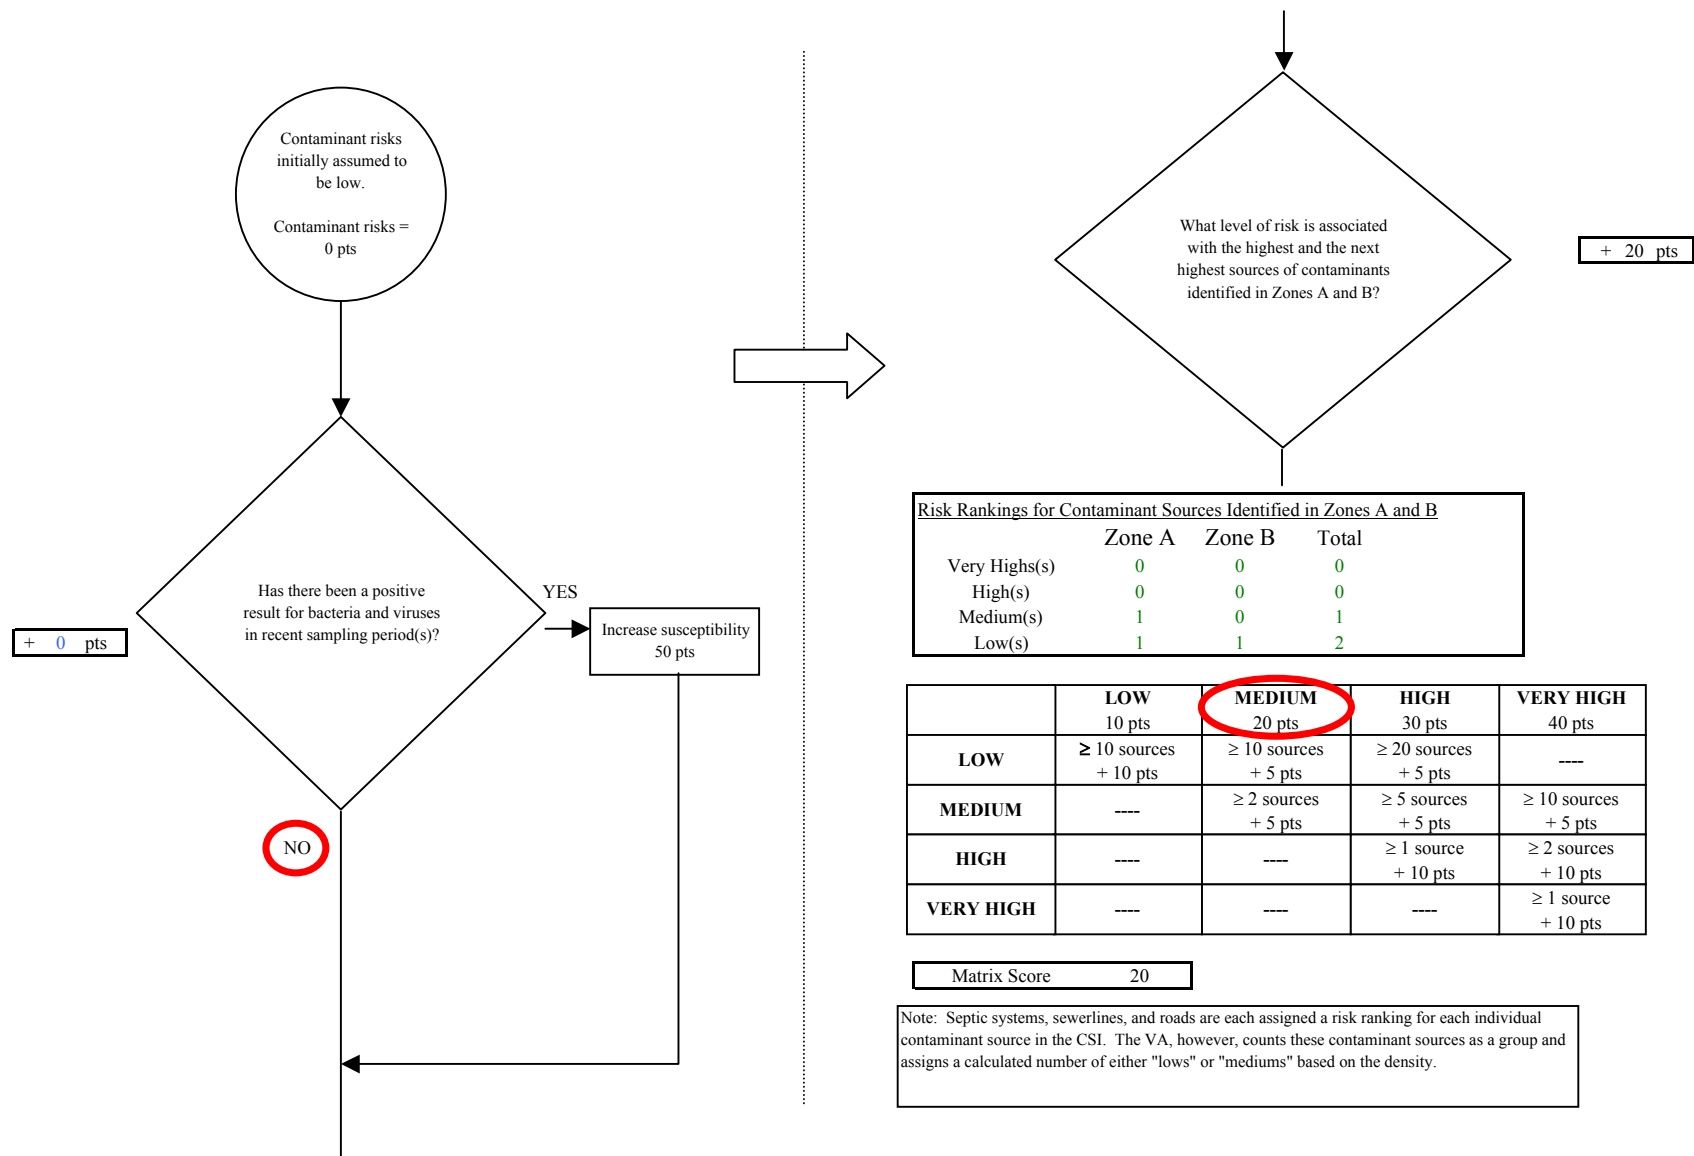 Contaminant risks
initially assumed to
be low.
Contaminant risks =
0 pts
Has there been a positive
result for bacteria and viruses
in recent sampling period(s)?
+ 0 pts
YES
Increase susceptibility
50 pts
NO
What level of risk is associated
with the highest and the next
highest sources of contaminants
identified in Zones A and B?
+ 20 pts
Risk Rankings for Contaminant Sources Identified in Zones A and B
Zone A Zone B Total
Very Highs(s) 0 0 0
High(s) 0 0 0
Medium(s) 1 0 1
Low(s) 1 1 2
LOW MEDIUM HIGH VERY HIGH
10 pts 20 pts 30 pts 40 pts
LOW ≥ 10 sources ≥ 10 sources ≥ 20 sources ----
+ 10 pts + 5 pts + 5 pts
MEDIUM ---- ≥ 2 sources ≥ 5 sources ≥ 10 sources
+ 5 pts + 5 pts + 5 pts
HIGH ---- ---- ≥ 1 source ≥ 2 sources
+ 10 pts + 10 pts
VERY HIGH ---- ---- ---- ≥ 1 source
+ 10 pts
Matrix Score 20
Note: Septic systems, sewerlines, and roads are each assigned a risk ranking for each individual
contaminant source in the CSI. The VA, however, counts these contaminant sources as a group and
assigns a calculated number of either "lows" or "mediums" based on the density.